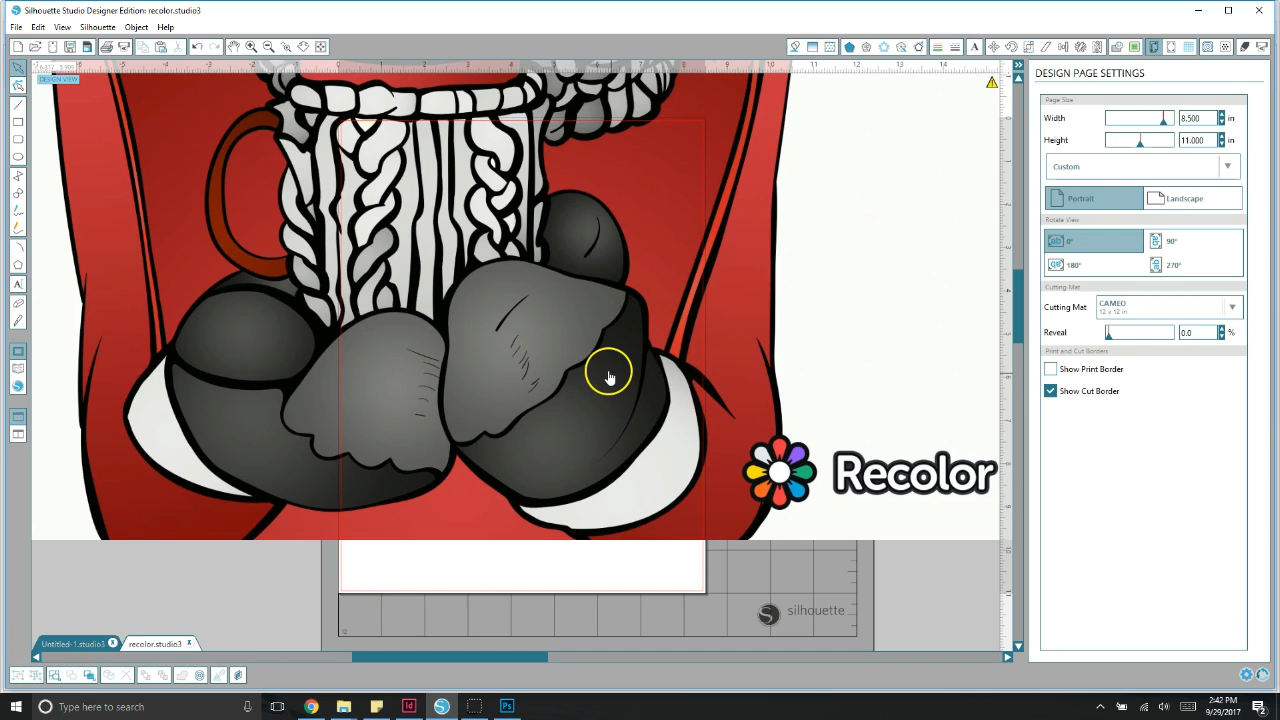 Silhouette Studio Designer Edition: recolor.studio3
File Edit View Silhouette Object Help
DESIGN VIEW
DESIGN PAGE SETTINGS
Page Size
Width 8.500 in
Height 11.000 in
Custom
Portrait Landscape
Rotate View
0° 90°
180° 270°
Cutting Mat
Cutting Mat CAMEO
12 x 12 in
Reveal 0.0 %
Print and Cut Borders
Show Print Border
Show Cut Border
Recolor
silhouette
Untitled-1.studio3 recolor.studio3
Type here to search
2:42 PM
9/29/2017